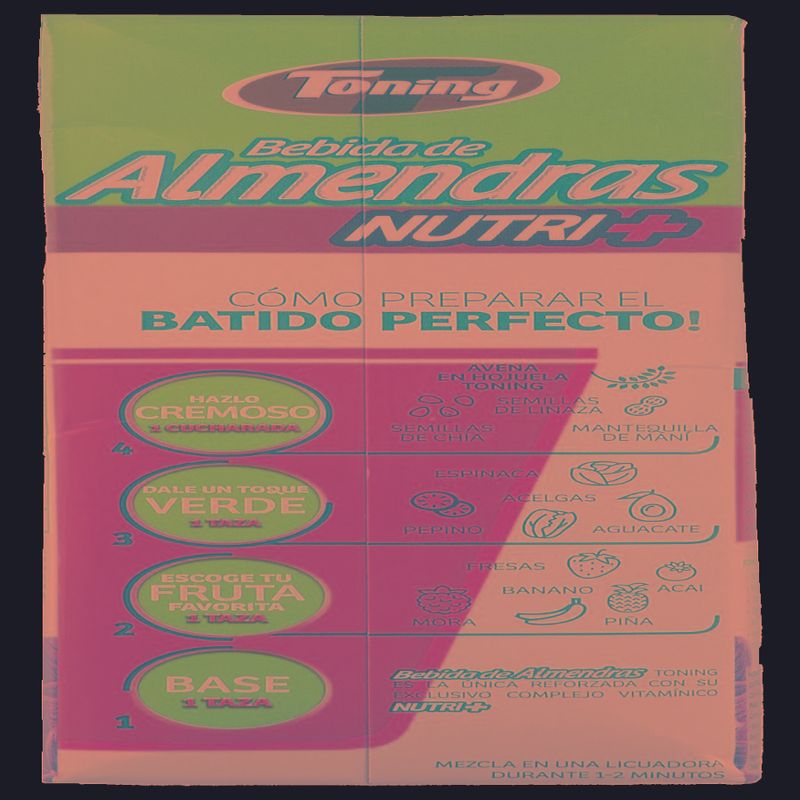 Toning
Bebida de
Almendras
NUTRI+
CÓMO PREPARAR EL
BATIDO PERFECTO!
HAZLO
CREMOSO
1 CUCHARADA
4
AVENA
EN HOJUELA
TONING
SEMILLAS
DE CHÍA
SEMILLAS
DE LINAZA
MANTEQUILLA
DE MANÍ
DALE UN TOQUE
VERDE
1 TAZA
3
ESPINACA
PEPINO
ACELGAS
AGUACATE
ESCOGE TU
FRUTA
FAVORITA
1 TAZA
2
FRESAS
MORA
BANANO
PIÑA
ACAI
BASE
1 TAZA
1
Bebida de Almendras TONING
ES LA ÚNICA REFORZADA CON SU
EXCLUSIVO COMPLEJO VITAMÍNICO
NUTRI+
MEZCLA EN UNA LICUADORA
DURANTE 1-2 MINUTOS